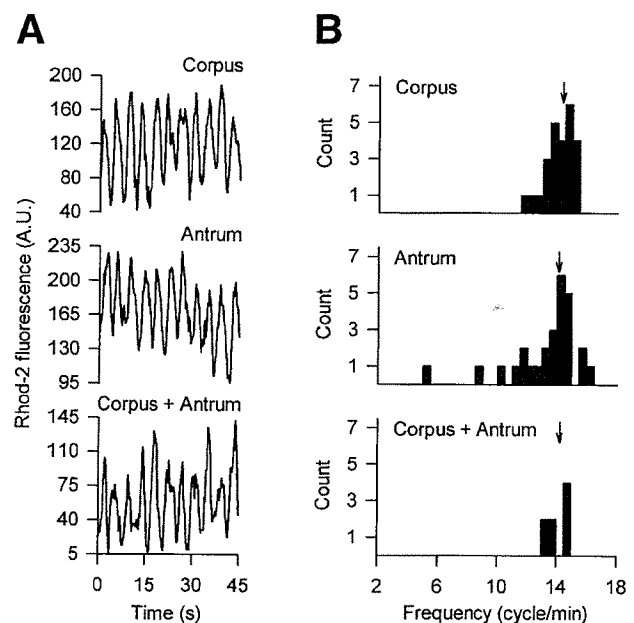 A
Corpus
200
160
120
80
40
Antrum
235
200
165
130
95
Corpus + Antrum
145
110
75
40
5
0 15 30 45
Time (s)
Rhod-2 fluorescence (A.U.)
B
Corpus
7
5
3
1
Count
Antrum
7
5
3
1
Count
Corpus + Antrum
7
5
3
1
Count
2 6 10 14 18
Frequency (cycle/min)